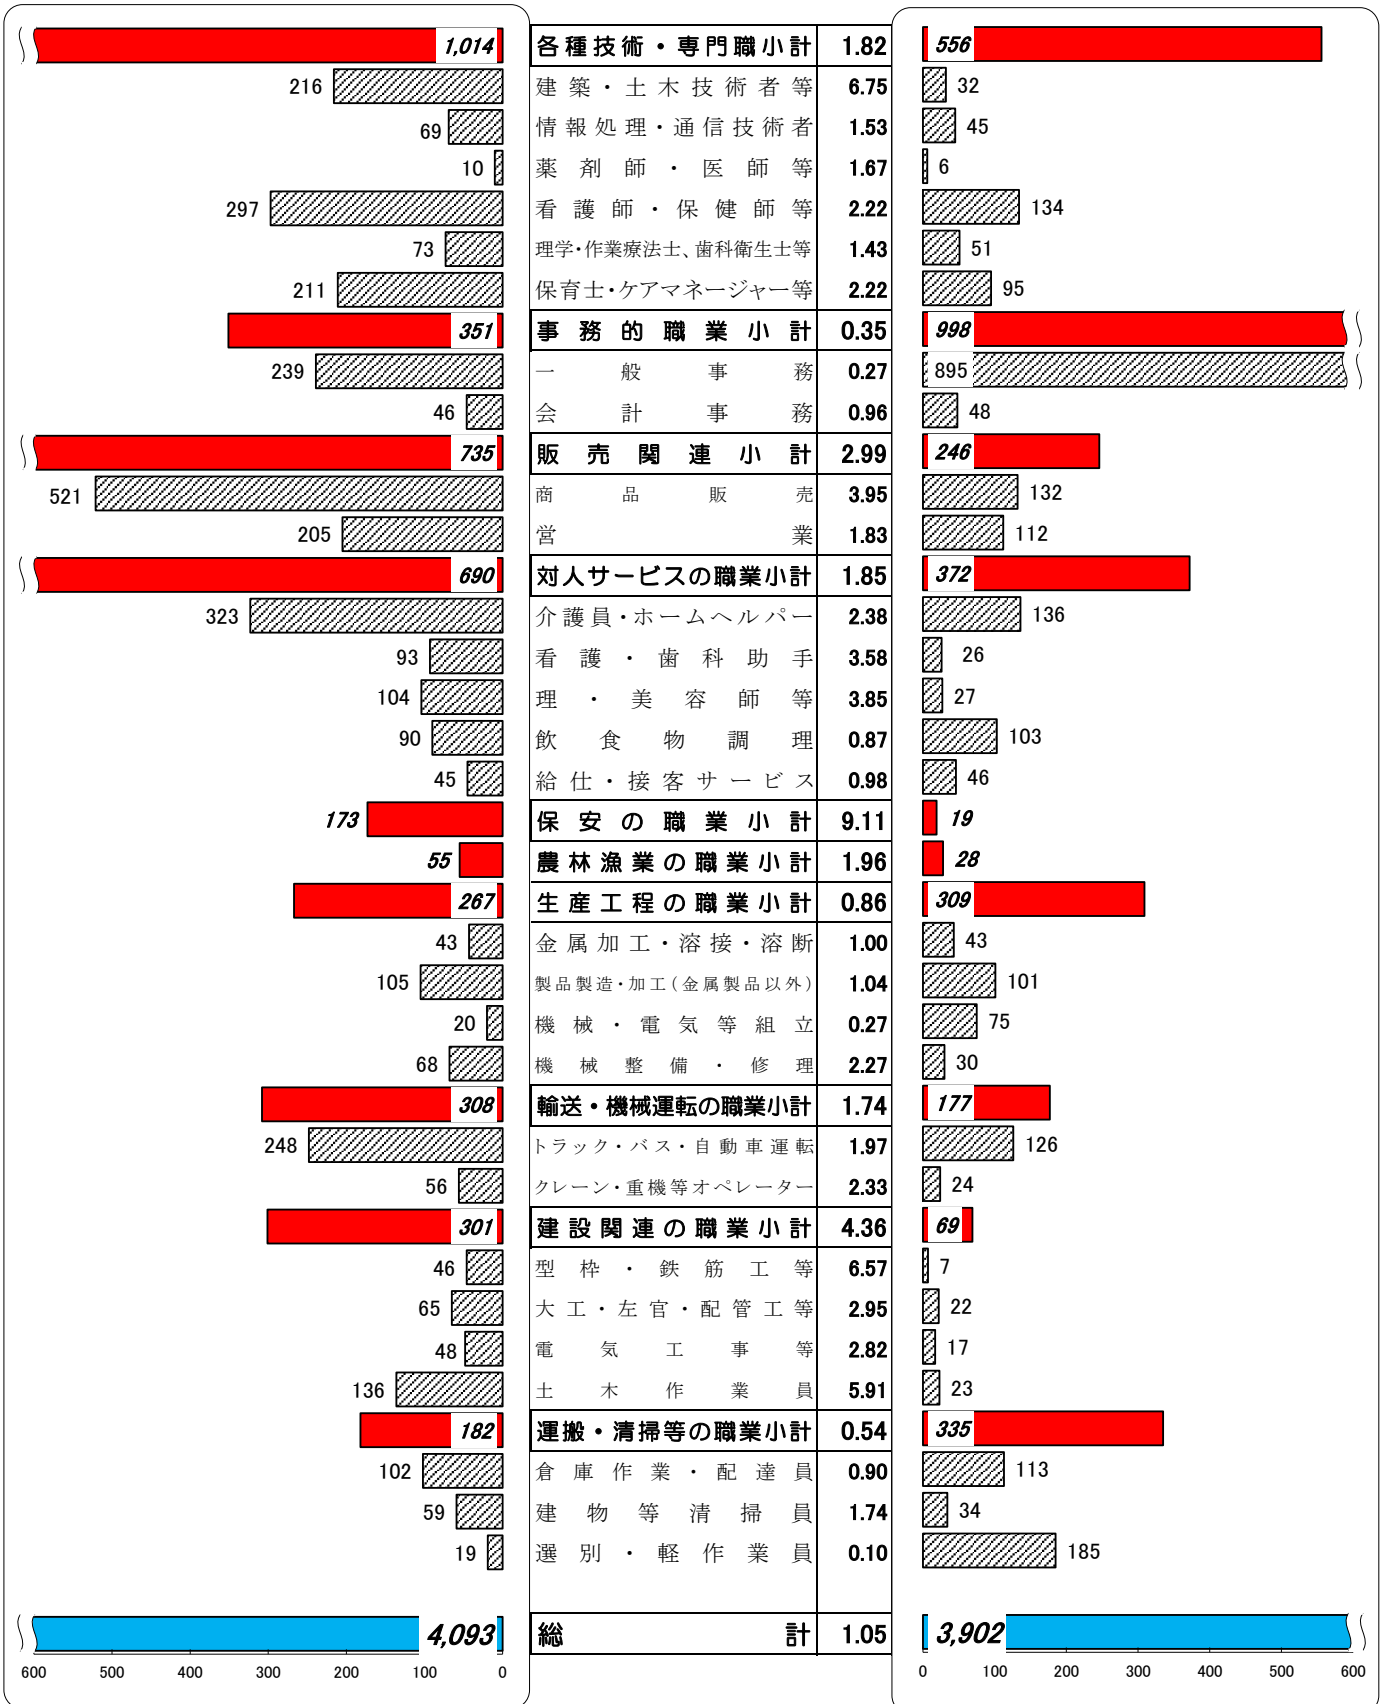 1,014 各種技術・専門職小計 1.82 556
216 建築・土木技術者等 6.75 32
69 情報処理・通信技術者 1.53 45
10 薬剤師・医師等 1.67 6
297 看護師・保健師等 2.22 134
73 理学・作業療法士、歯科衛生士等 1.43 51
211 保育士・ケアマネージャー等 2.22 95
351 事務的職業小計 0.35 998
239 一般事務 0.27 895
46 会計事務 0.96 48
735 販売関連小計 2.99 246
521 商品販売 3.95 132
205 営業 1.83 112
690 対人サービスの職業小計 1.85 372
323 介護員・ホームヘルパー 2.38 136
93 看護・歯科助手 3.58 26
104 理・美容師等 3.85 27
90 飲食物調理 0.87 103
45 給仕・接客サービス 0.98 46
173 保安の職業小計 9.11 19
55 農林漁業の職業小計 1.96 28
267 生産工程の職業小計 0.86 309
43 金属加工・溶接・溶断 1.00 43
105 製品製造・加工(金属製品以外) 1.04 101
20 機械・電気等組立 0.27 75
68 機械整備・修理 2.27 30
308 輸送・機械運転の職業小計 1.74 177
248 トラック・バス・自動車運転 1.97 126
56 クレーン・重機等オペレーター 2.33 24
301 建設関連の職業小計 4.36 69
46 型枠・鉄筋工等 6.57 7
65 大工・左官・配管工等 2.95 22
48 電気工事等 2.82 17
136 土木作業員 5.91 23
182 運搬・清掃等の職業小計 0.54 335
102 倉庫作業・配達員 0.90 113
59 建物等清掃員 1.74 34
19 選別・軽作業員 0.10 185
4,093 総計 1.05 3,902
600 500 400 300 200 100 0 0 100 200 300 400 500 600